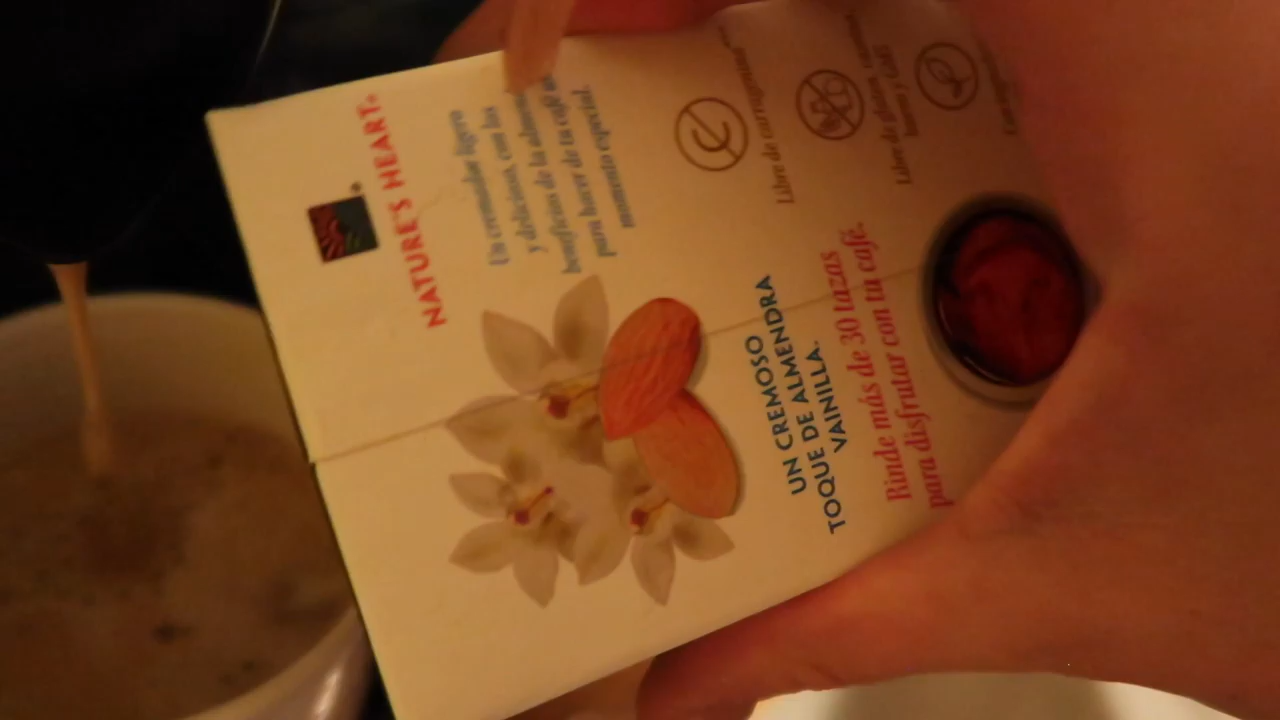 NATURE'S HEART®
Un cremador ligero
y delicioso, con los
beneficios de la almendra
para hacer de tu café
momento especial.
UN CREMOSO
TOQUE DE ALMENDRA
VAINILLA.
Rinde más de 30 tazas
para disfrutar con tu café.
Libre de carragenina
Libre de gluten,
huevo y